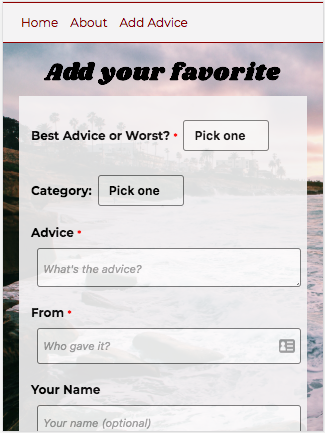 Home About Add Advice
Add your favorite
Best Advice or Worst? * Pick one
Category: Pick one
Advice *
What's the advice?
From *
Who gave it?
Your Name
Your name (optional)